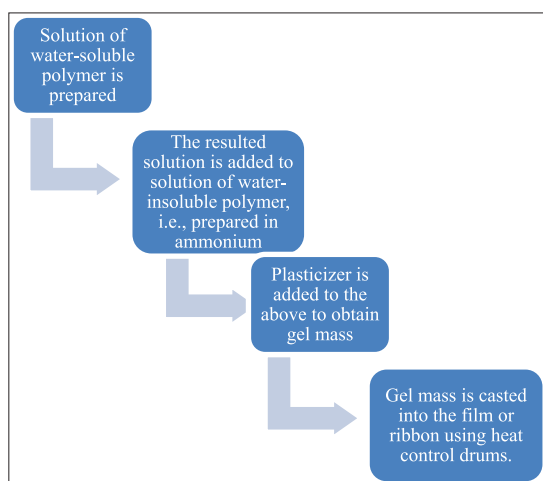 Solution of
water-soluble
polymer is
prepared
The resulted
solution is added to
solution of water-
insoluble polymer,
i.e., prepared in
ammonium
Plasticizer is
added to the
above to obtain
gel mass
Gel mass is casted
into the film or
ribbon using heat
control drums.